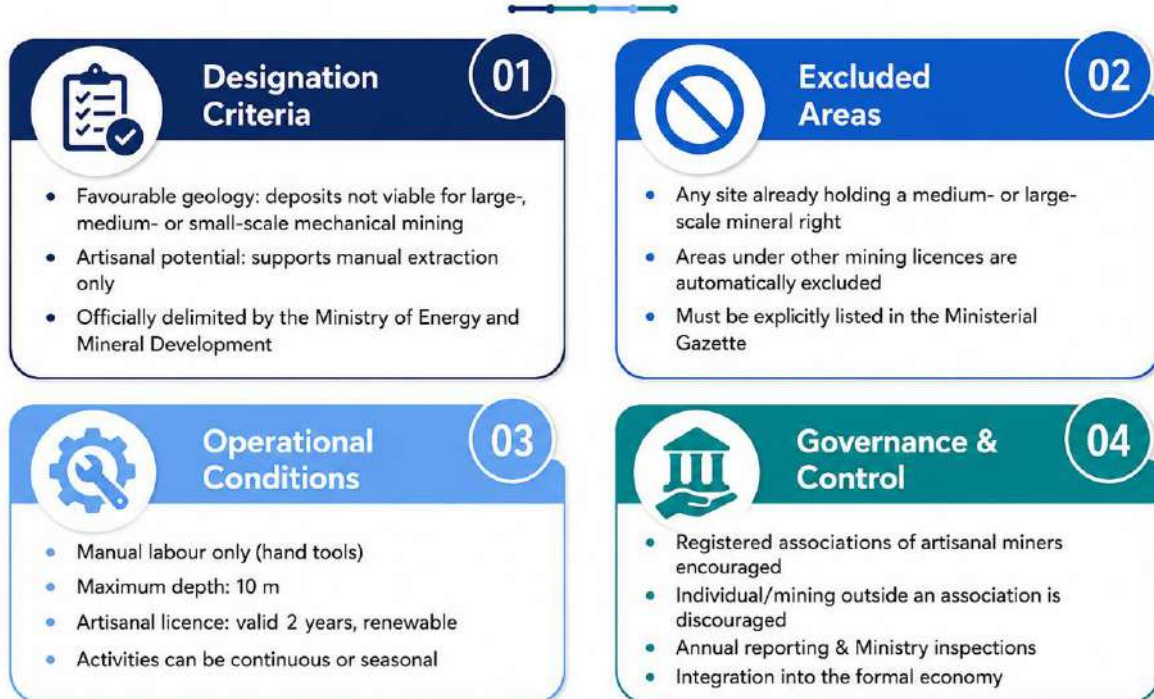 Designation
Criteria
01
• Favourable geology: deposits not viable for large-,
medium- or small-scale mechanical mining
• Artisanal potential: supports manual extraction
only
• Officially delimited by the Ministry of Energy and
Mineral Development
Excluded
Areas
02
• Any site already holding a medium- or large-
scale mineral right
• Areas under other mining licences are
automatically excluded
• Must be explicitly listed in the Ministerial
Gazette
Operational
Conditions
03
• Manual labour only (hand tools)
• Maximum depth: 10 m
• Artisanal licence: valid 2 years, renewable
• Activities can be continuous or seasonal
Governance &
Control
04
• Registered associations of artisanal miners
encouraged
• Individual/mining outside an association is
discouraged
• Annual reporting & Ministry inspections
• Integration into the formal economy